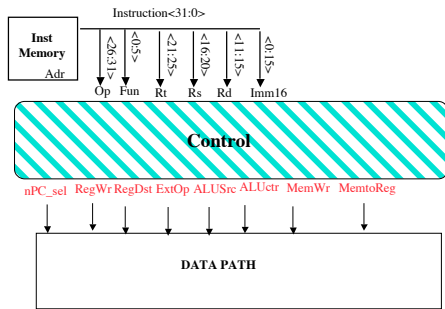 Instruction<31:0>
Inst
Memory
Adr
<26:31>
<0:5>
<21:25>
<16:20>
<11:15>
<0:15>
Op Fun Rt Rs Rd Imm16
Control
nPC_sel RegWr RegDst ExtOp ALUSrc ALUctr MemWr MemtoReg
DATA PATH